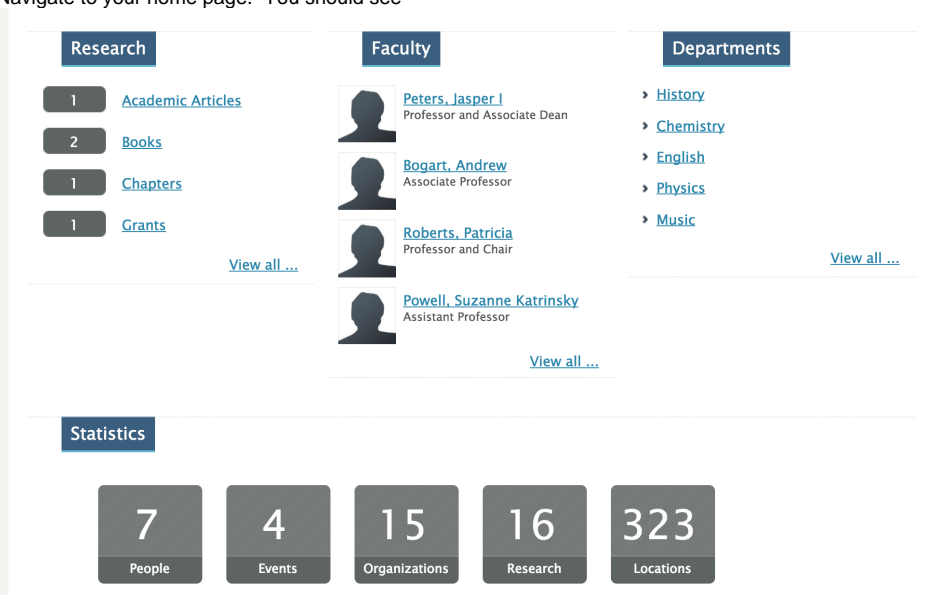 Navigate to your home page. You should see
Research
1 Academic Articles
2 Books
1 Chapters
1 Grants
View all ...
Faculty
Peters, Jasper I
Professor and Associate Dean
Bogart, Andrew
Associate Professor
Roberts, Patricia
Professor and Chair
Powell, Suzanne Katrinsky
Assistant Professor
View all ...
Departments
History
Chemistry
English
Physics
Music
View all ...
Statistics
7
People
4
Events
15
Organizations
16
Research
323
Locations